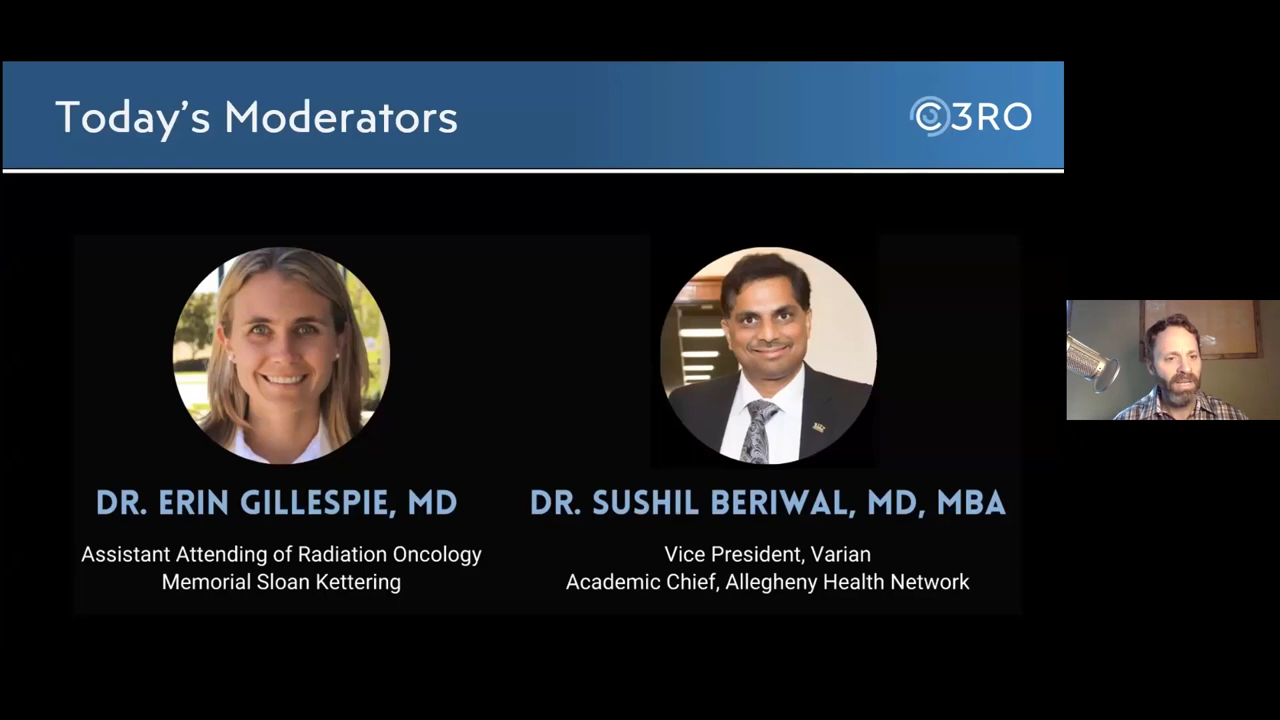 Today's Moderators
C3RO
DR. ERIN GILLESPIE, MD
Assistant Attending of Radiation Oncology
Memorial Sloan Kettering
DR. SUSHIL BERIWAL, MD, MBA
Vice President, Varian
Academic Chief, Allegheny Health Network